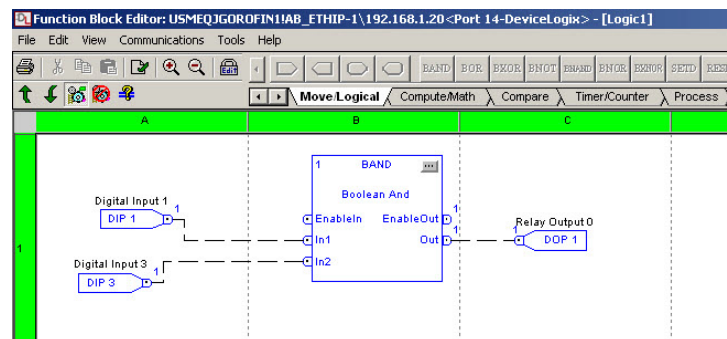 Function Block Editor: USMEQJGOROFIN1!AB_ETHIP-1\192.168.1.20<Port 14-DeviceLogix> - [Logic1]
File Edit View Communications Tools Help
BAND BOR BXOR BNOT BNAND BNOR BXNOR SETD RES
Move/Logical Compute/Math Compare Timer/Counter Process
A B C
1 BAND ...
Boolean And
Digital Input 1
1
DIP 1
EnableIn EnableOut 1
Relay Output 0
In1 Out 1 1 DOP 1
1
Digital Input 3
1
In2
DIP 3